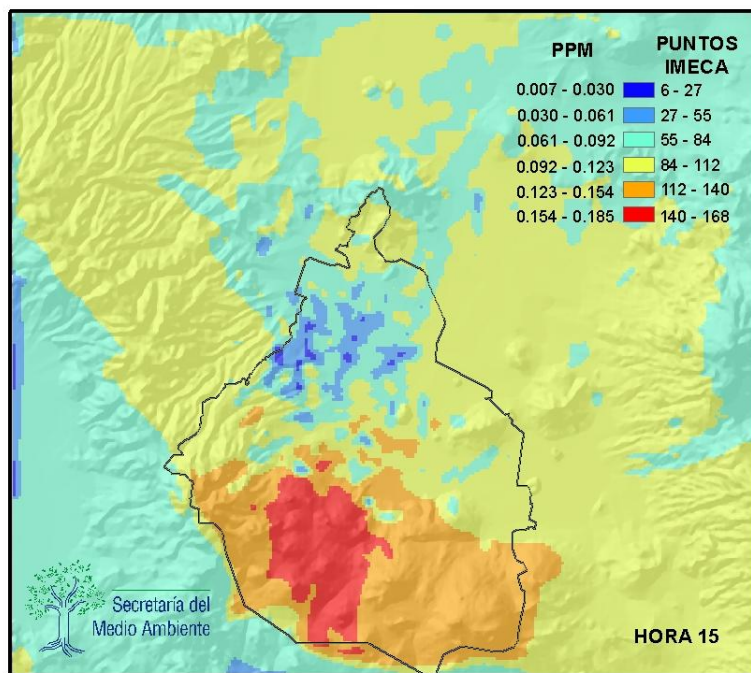 PPM PUNTOS
IMECA
0.007 - 0.030 6 - 27
0.030 - 0.061 27 - 55
0.061 - 0.092 55 - 84
0.092 - 0.123 84 - 112
0.123 - 0.154 112 - 140
0.154 - 0.185 140 - 168
Secretaría del
Medio Ambiente
HORA 15